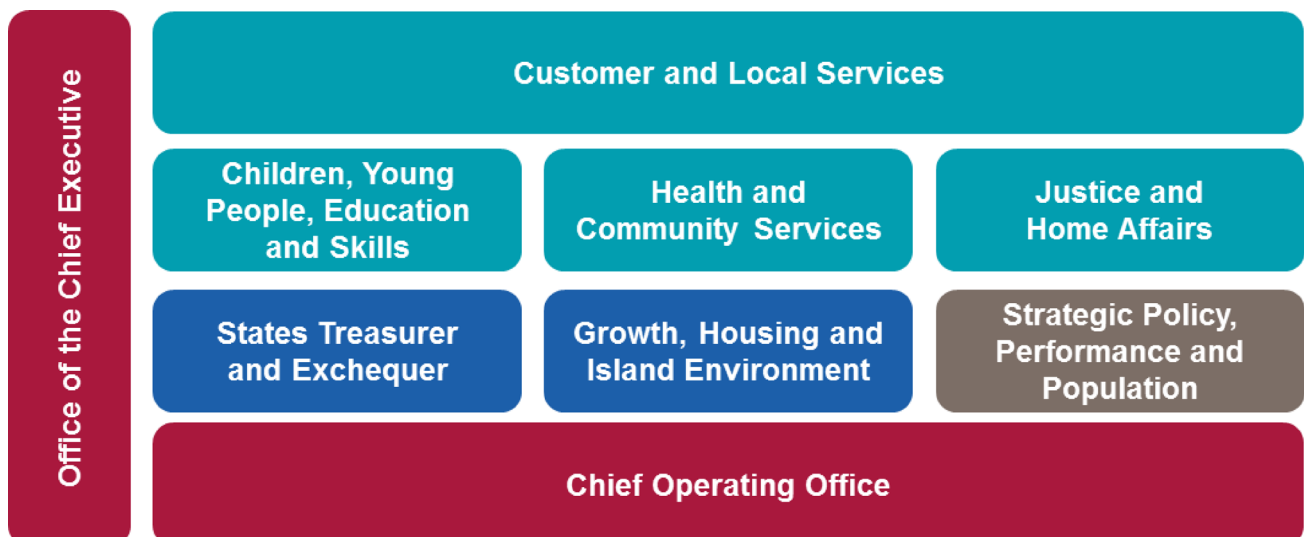 Office of the Chief Executive
Customer and Local Services
Children, Young
People, Education
and Skills
Health and
Community Services
Justice and
Home Affairs
States Treasurer
and Exchequer
Growth, Housing and
Island Environment
Strategic Policy,
Performance and
Population
Chief Operating Office